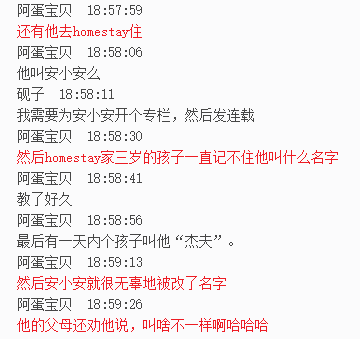 阿蛋宝贝  18:57:59
还有他去homestay住
阿蛋宝贝  18:58:06
他叫安小安么
砚子  18:58:11
我需要为安小安开个专栏，然后发连载
阿蛋宝贝  18:58:30
然后homestay家三岁的孩子一直记不住他叫什么名字
阿蛋宝贝  18:58:41
教了好久
阿蛋宝贝  18:58:56
最后有一天内个孩子叫他“杰夫”。
阿蛋宝贝  18:59:13
然后安小安就很无辜地被改了名字
阿蛋宝贝  18:59:26
他的父母还劝他说，叫啥不一样啊哈哈哈